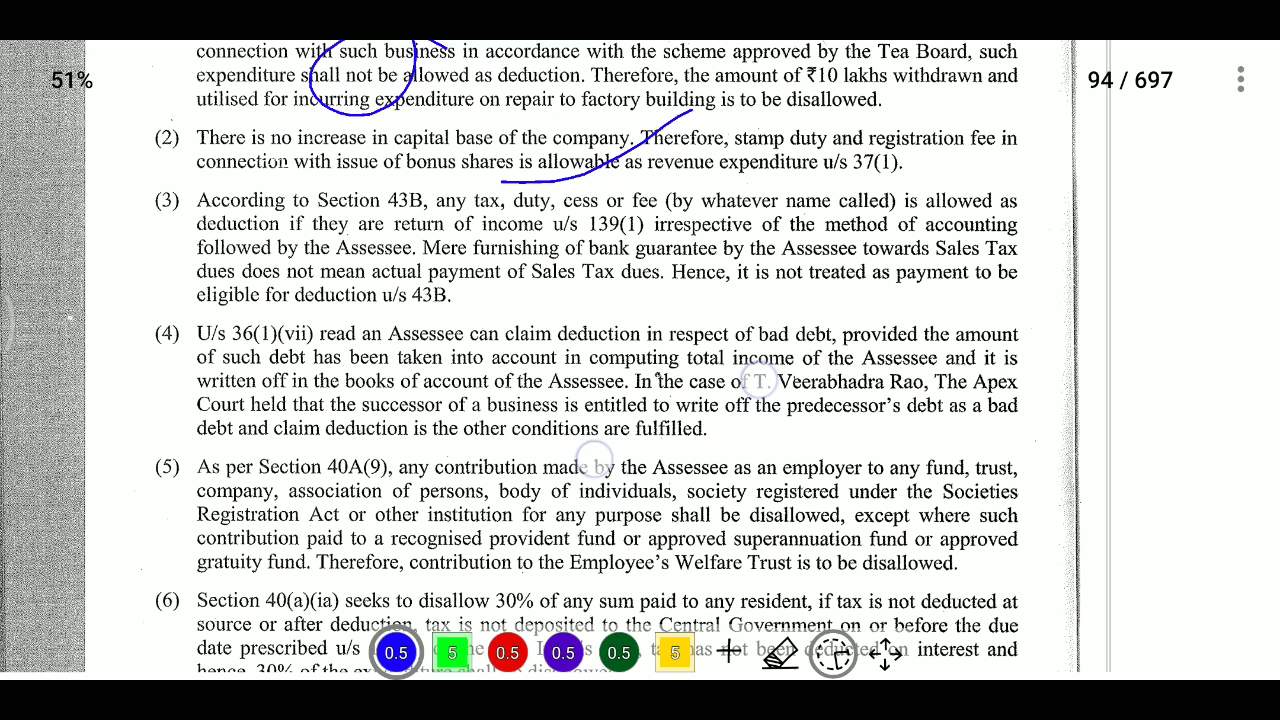 connection with such business in accordance with the scheme approved by the Tea Board, such
51%
expenditure shall not be allowed as deduction. Therefore, the amount of ₹10 lakhs withdrawn and
94 / 697
utilised for incurring expenditure on repair to factory building is to be disallowed.
(2) There is no increase in capital base of the company. Therefore, stamp duty and registration fee in
connection with issue of bonus shares is allowable as revenue expenditure u/s 37(1).
(3) According to Section 43B, any tax, duty, cess or fee (by whatever name called) is allowed as
deduction if they are return of income u/s 139(1) irrespective of the method of accounting
followed by the Assessee. Mere furnishing of bank guarantee by the Assessee towards Sales Tax
dues does not mean actual payment of Sales Tax dues. Hence, it is not treated as payment to be
eligible for deduction u/s 43B.
(4) U/s 36(1)(vii) read an Assessee can claim deduction in respect of bad debt, provided the amount
of such debt has been taken into account in computing total income of the Assessee and it is
written off in the books of account of the Assessee. In the case of T. Veerabhadra Rao, The Apex
Court held that the successor of a business is entitled to write off the predecessor's debt as a bad
debt and claim deduction is the other conditions are fulfilled.
(5) As per Section 40A(9), any contribution made by the Assessee as an employer to any fund, trust,
company, association of persons, body of individuals, society registered under the Societies
Registration Act or other institution for any purpose shall be disallowed, except where such
contribution paid to a recognised provident fund or approved superannuation fund or approved
gratuity fund. Therefore, contribution to the Employee's Welfare Trust is to be disallowed.
(6) Section 40(a)(ia) seeks to disallow 30% of any sum paid to any resident, if tax is not deducted at
source or after deduction, tax is not deposited to the Central Government on or before the due
date prescribed u/s has not been deducted on interest and
hence, 30% of the
0.5 5 0.5 0.5 0.5 5